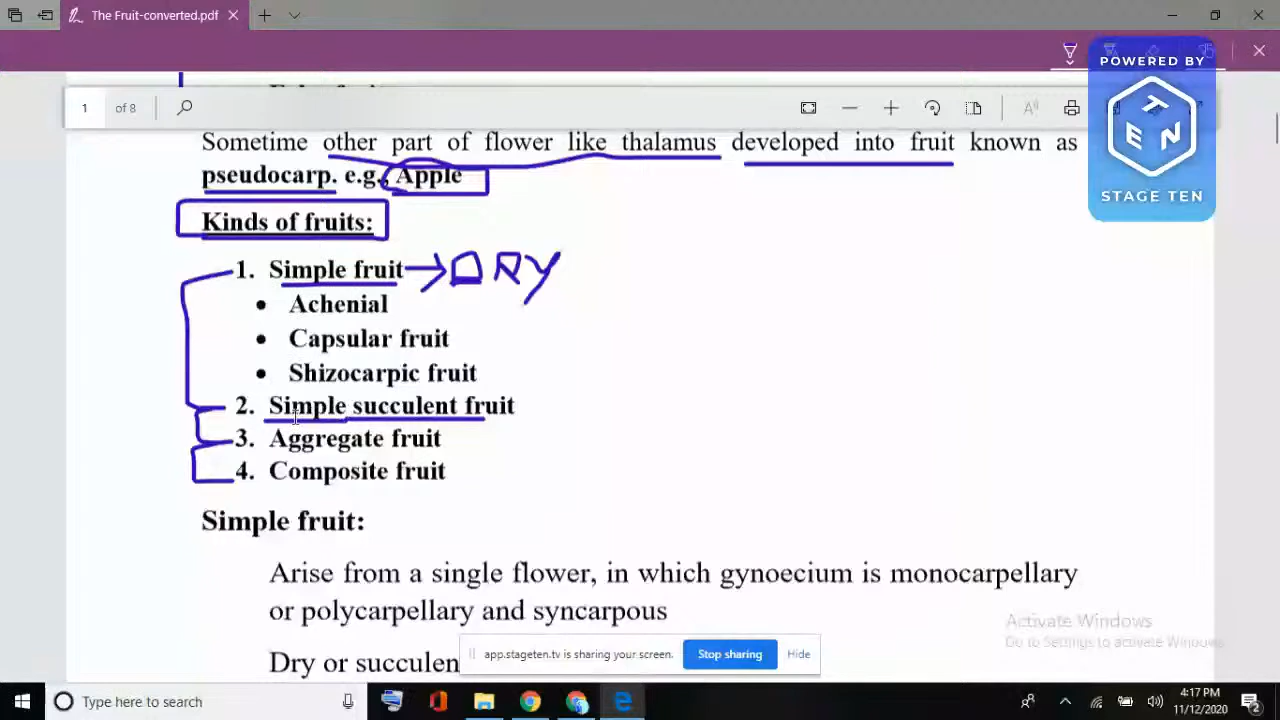 The Fruit-converted.pdf
POWERED BY
TEN
STAGE TEN
1 of 8
Sometime other part of flower like thalamus developed into fruit known as
pseudocarp. e.g., Apple
Kinds of fruits:
1. Simple fruit → DRY
• Achenial
• Capsular fruit
• Shizocarpic fruit
2. Simple succulent fruit
3. Aggregate fruit
4. Composite fruit
Simple fruit:
Arise from a single flower, in which gynoecium is monocarpellary
or polycarpellary and syncarpous
Activate Windows
Go to Settings to activate Windows.
Dry or succulen
app.stageten.tv is sharing your screen. Stop sharing Hide
Type here to search
4:17 PM
11/12/2020
2